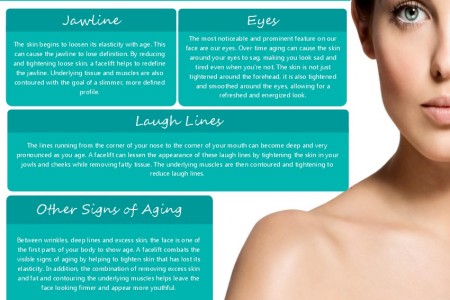 Jawline
The skin begins to loosen its elasticity with age. This
can cause the jawline to lose definition. By reducing
and tightening loose skin, a facelift helps to redefine
the jawline. Underlying tissue and muscles are also
contoured with the goal of a slimmer, more defined
profile.
Eyes
The most noticeable and prominent feature on our
face are our eyes. Over time aging can cause the skin
around your eyes to sag, making you look sad and
tired even when you're not. The skin is not just
tightened around the forehead, it is also tightened
and smoothed around the eyes, allowing for a
refreshed and energized look.
Laugh Lines
The lines running from the corner of your nose to the corner of your mouth can become deep and very
pronounced as you age. A facelift can lessen the appearance of these laugh lines by tightening the skin in your
jowls and cheeks while removing fatty tissue. The underlying muscles are then contoured and tightening to
reduce laugh lines.
Other Signs of Aging
Between wrinkles, deep lines and excess skin, the face is one of
the first parts of your body to show age. A facelift combats the
visible signs of aging by helping to tighten skin that has lost its
elasticity. In addition, the combination of removing excess skin
and fat and contouring the underlying muscles helps leave the
face looking firmer and appear more youthful.